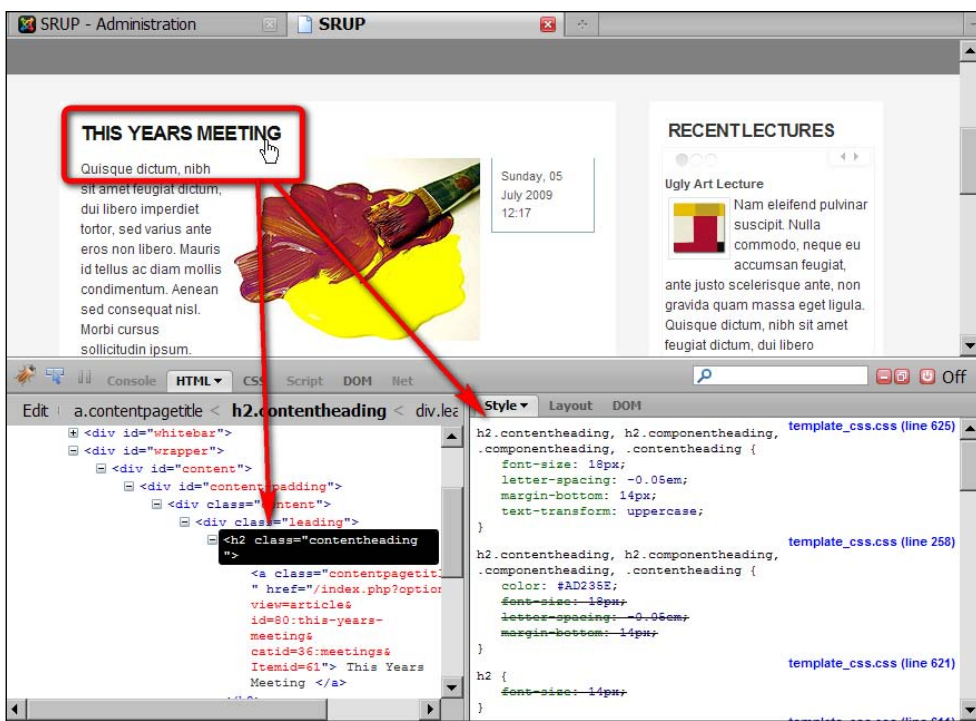 SRUP - Administration
SRUP
THIS YEARS MEETING
Quisque dictum, nibh
sit amet feugiat dictum,
dui libero imperdiet
tortor, sed varius ante
eros non libero. Mauris
id tellus ac diam mollis
condimentum. Aenean
sed consequat nisl.
Morbi cursus
sollicitudin ipsum.
Sunday, 05
July 2009
12:17
RECENT LECTURES
Ugly Art Lecture
Nam eleifend pulvinar
suscipit. Nulla
commodo, neque eu
accumsan feugiat,
ante justo scelerisque ante, non
gravida quam massa eget ligula.
Quisque dictum, nibh sit amet
feugiat dictum, dui libero
Console HTML CSS Script DOM Net
Off
Edit a.contentpagetitle < h2.contentheading < div.lea
Style Layout DOM
<div id="whitebar">
<div id="wrapper">
<div id="content">
<div id="content-padding">
<div class="content">
<div class="leading">
<h2 class="contentheading
">
<a class="contentpagetitl
" href="/index.php?option
view=article&
id=80:this-years-
meeting&
catid=36:meetings&
Itemid=61"> This Years
Meeting </a>
template_css.css (line 625)
h2.contentheading, h2.componentheading,
.componentheading, .contentheading {
font-size: 18px;
letter-spacing: -0.05em;
margin-bottom: 14px;
text-transform: uppercase;
}
template_css.css (line 258)
h2.contentheading, h2.componentheading,
.componentheading, .contentheading {
color: #AD235E;
font-size: 18px;
letter-spacing: -0.05em;
margin-bottom: 14px;
}
template_css.css (line 621)
h2 {
font-size: 14px;
}